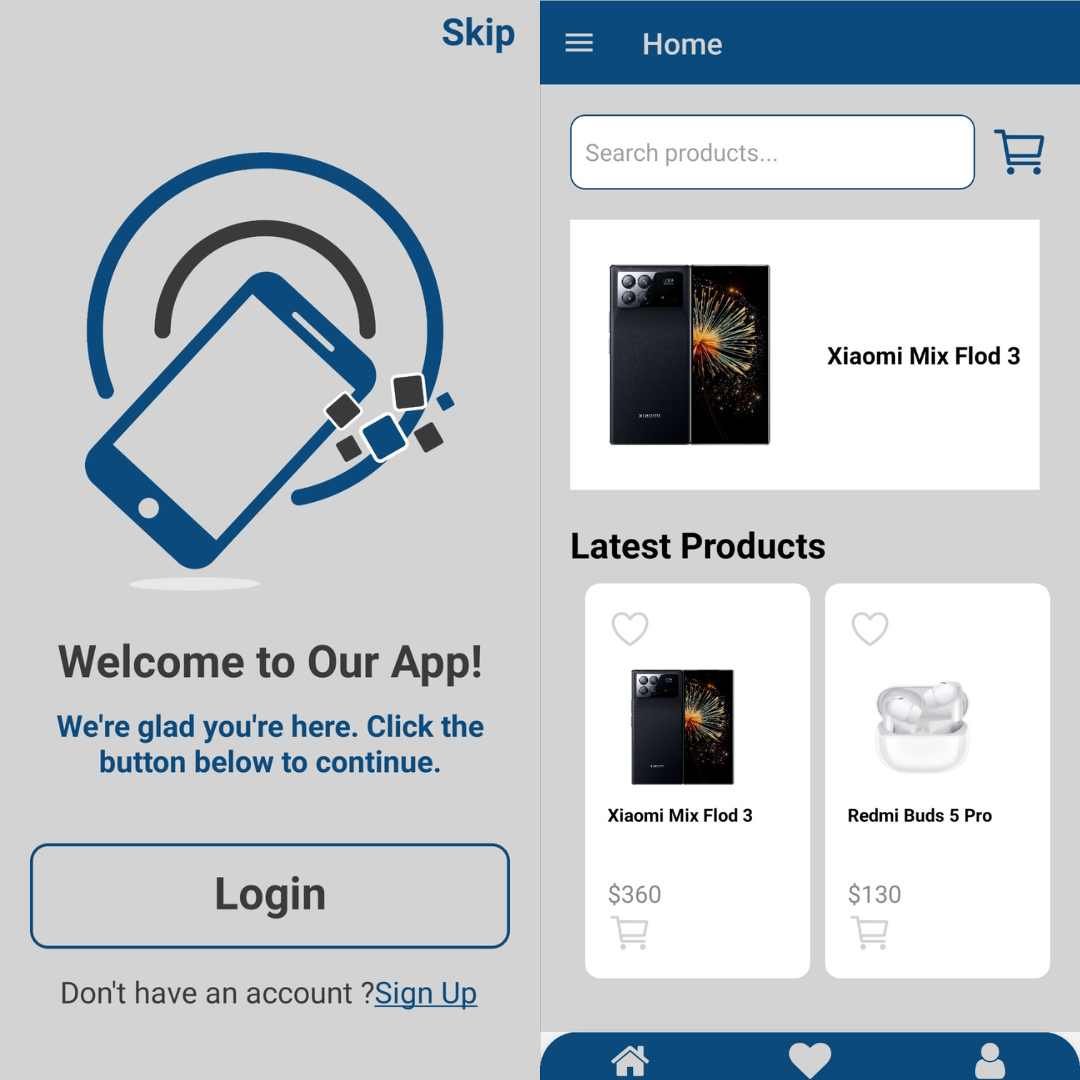 Skip
Welcome to Our App!
We're glad you're here. Click the
button below to continue.
Login
Don't have an account ?Sign Up
Home
Search products...
xiaomi
Xiaomi Mix Flod 3
Latest Products
xiaomi
Xiaomi Mix Flod 3
$360
Redmi Buds 5 Pro
$130